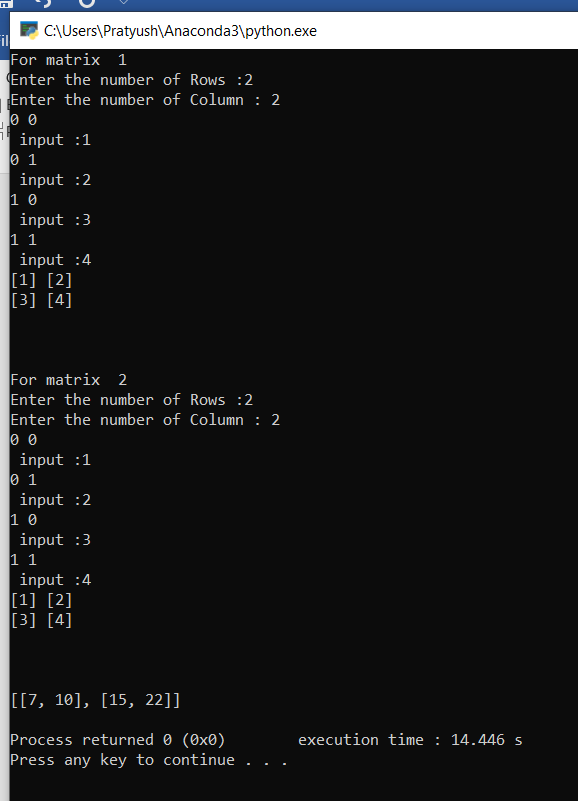 C:\Users\Pratyush\Anaconda3\python.exe
For matrix  1
Enter the number of Rows :2
Enter the number of Column : 2
0 0
 input :1
0 1
 input :2
1 0
 input :3
1 1
 input :4
[1] [2]
[3] [4]
For matrix  2
Enter the number of Rows :2
Enter the number of Column : 2
0 0
 input :1
0 1
 input :2
1 0
 input :3
1 1
 input :4
[1] [2]
[3] [4]
[[7, 10], [15, 22]]
Process returned 0 (0x0)        execution time : 14.446 s
Press any key to continue . . .